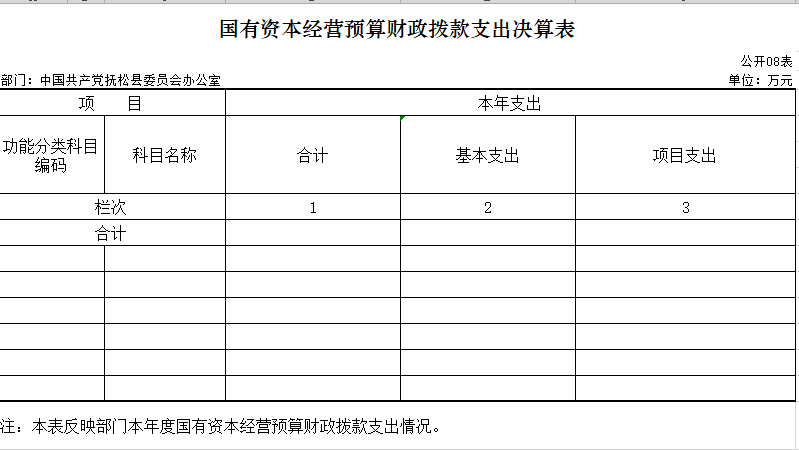 国有资本经营预算财政拨款支出决算表
公开08表
部门：中国共产党抚松县委员会办公室 单位：万元
项 目 本年支出
功能分类科目
编码 科目名称 合计 基本支出 项目支出
栏次 1 2 3
合计
注：本表反映部门本年度国有资本经营预算财政拨款支出情况。